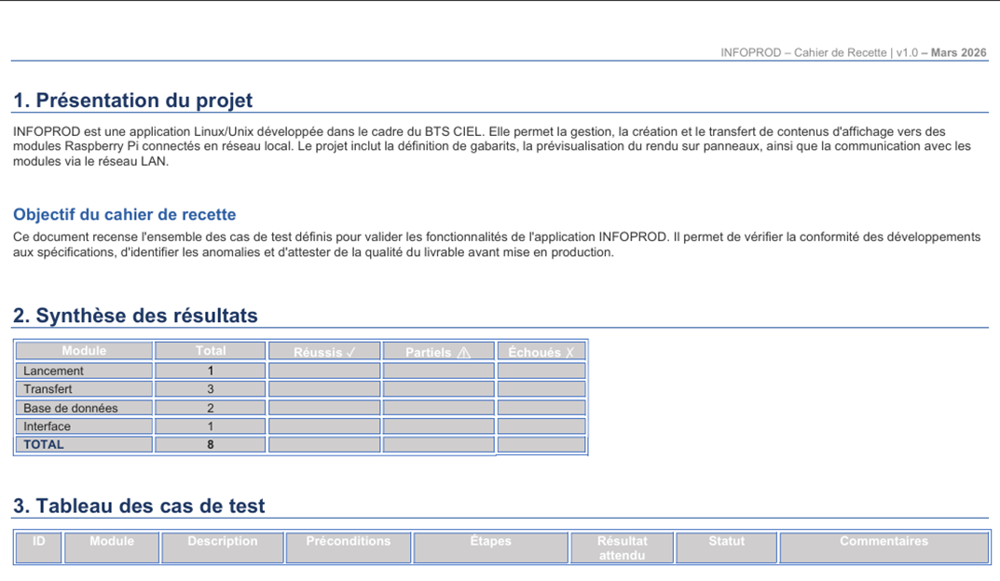 INFOPROD – Cahier de Recette | v1.0 – Mars 2026
1. Présentation du projet
INFOPROD est une application Linux/Unix développée dans le cadre du BTS CIEL. Elle permet la gestion, la création et le transfert de contenus d'affichage vers des
modules Raspberry Pi connectés en réseau local. Le projet inclut la définition de gabarits, la prévisualisation du rendu sur panneaux, ainsi que la communication avec les
modules via le réseau LAN.
Objectif du cahier de recette
Ce document recense l'ensemble des cas de test définis pour valider les fonctionnalités de l'application INFOPROD. Il permet de vérifier la conformité des développements
aux spécifications, d'identifier les anomalies et d'attester de la qualité du livrable avant mise en production.
2. Synthèse des résultats
Module Total Réussis ✓ Partiels ⚠ Échoués ✗
Lancement 1
Transfert 3
Base de données 2
Interface 1
TOTAL 8
3. Tableau des cas de test
ID Module Description Préconditions Étapes Résultat attendu Statut Commentaires